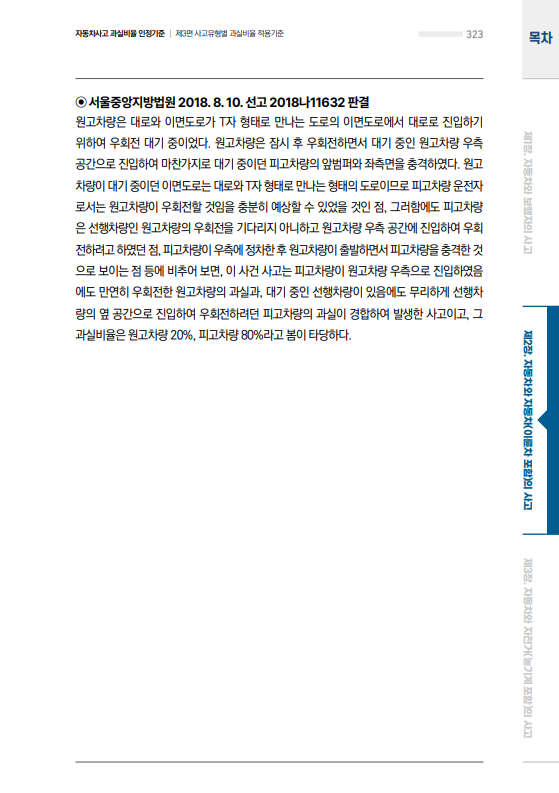 자동차사고 과실비율 인정기준 | 제3편 사고유형별 과실비율 적용기준
323
목차
◉ 서울중앙지방법원 2018. 8. 10. 선고 2018나11632 판결
원고차량은 대로와 이면도로가 T자 형태로 만나는 도로의 이면도로에서 대로로 진입하기
위하여 우회전 대기 중이었다. 원고차량은 잠시 후 우회전하면서 대기 중인 원고차량 우측
공간으로 진입하여 마찬가지로 대기 중이던 피고차량의 앞범퍼와 좌측면을 충격하였다. 원고
차량이 대기 중이던 이면도로는 대로와 T자 형태로 만나는 형태의 도로이므로 피고차량 운전자
로서는 원고차량이 우회전할 것임을 충분히 예상할 수 있었을 것인 점, 그러함에도 피고차량
은 선행차량인 원고차량의 우회전을 기다리지 아니하고 원고차량 우측 공간에 진입하여 우회
전하려고 하였던 점, 피고차량이 우측에 정차한 후 원고차량이 출발하면서 피고차량을 충격한 것
으로 보이는 점 등에 비추어 보면, 이 사건 사고는 피고차량이 원고차량 우측으로 진입하였음
에도 만연히 우회전한 원고차량의 과실과, 대기 중인 선행차량이 있음에도 무리하게 선행차
량의 옆 공간으로 진입하여 우회전하려던 피고차량의 과실이 경합하여 발생한 사고이고, 그
과실비율은 원고차량 20%, 피고차량 80%라고 봄이 타당하다.
제1장. 자동차와 보행자의 사고
제2장. 자동차와 자동차(이륜차 포함)의 사고
제3장. 자동차와 자전거(농기계 포함)의 사고